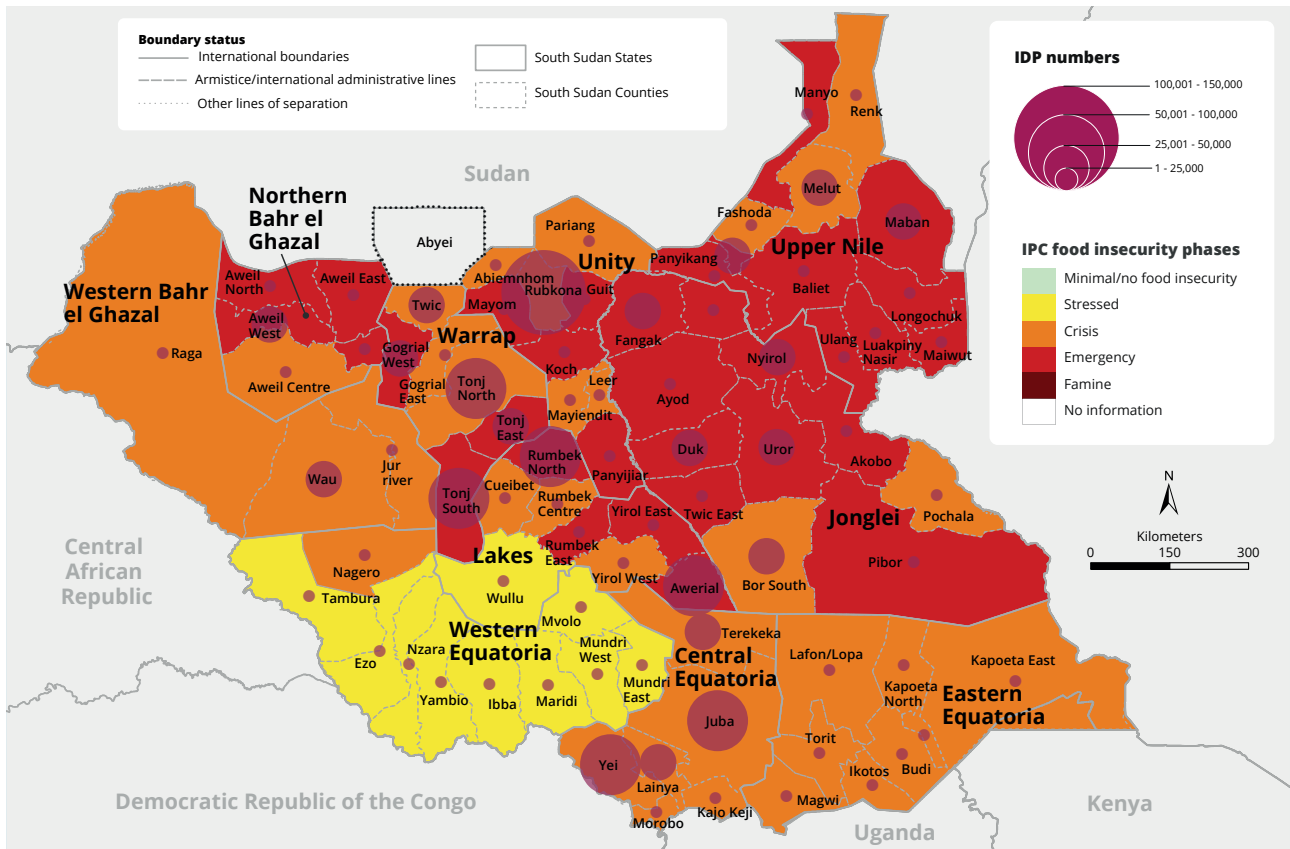 Boundary status
International boundaries
Armistice/international administrative lines
Other lines of separation
South Sudan States
South Sudan Counties
IDP numbers
100,001 - 150,000
50,001 - 100,000
25,001 - 50,000
1 - 25,000
IPC food insecurity phases
Minimal/no food insecurity
Stressed
Crisis
Emergency
Famine
No information
N
Kilometers
0 150 300
Sudan
Central
African
Republic
Democratic Republic of the Congo
Uganda
Kenya
Northern
Bahr el
Ghazal
Abyei
Western Bahr
el Ghazal
Raga
Aweil
North
Aweil East
Aweil
West
Aweil Centre
Wau
Jur
river
Warrap
Twic
Gogrial
West
Gogrial
East
Tonj
North
Tonj
East
Tonj
South
Unity
Pariang
Abiemnhom
Rubkona
Guit
Mayom
Koch
Leer
Mayiendit
Panyijiar
Upper Nile
Manyo
Renk
Melut
Fashoda
Maban
Panyikang
Baliet
Longochuk
Ulang
Luakpiny
Nasir
Maiwut
Jonglei
Fangak
Nyirol
Ayod
Duk
Uror
Akobo
Twic East
Pochala
Pibor
Bor South
Lakes
Rumbek
North
Cueibet
Rumbek
Centre
Rumbek
East
Yirol East
Yirol West
Awerial
Wullu
Western
Equatoria
Nagero
Tambura
Ezo
Nzara
Yambio
Ibba
Maridi
Mvolo
Mundri
West
Mundri
East
Central
Equatoria
Terekeka
Juba
Yei
Lainya
Morobo
Kajo Keji
Eastern
Equatoria
Lafon/Lopa
Kapoeta
North
Kapoeta East
Torit
Ikotos
Budi
Magwi